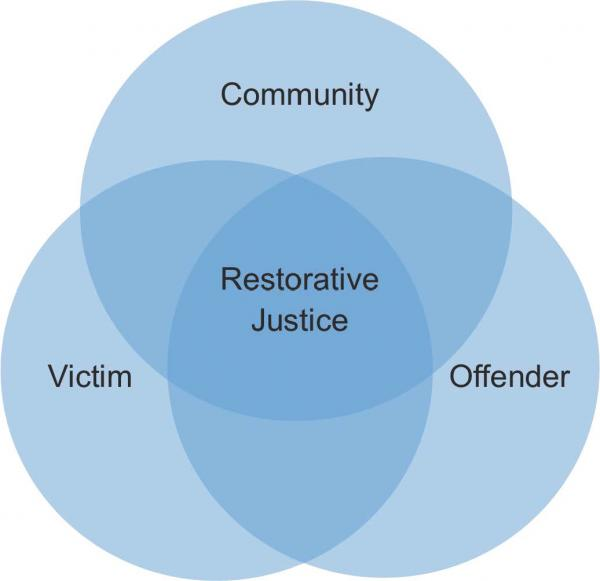 Community
Restorative
Justice
Victim
Offender